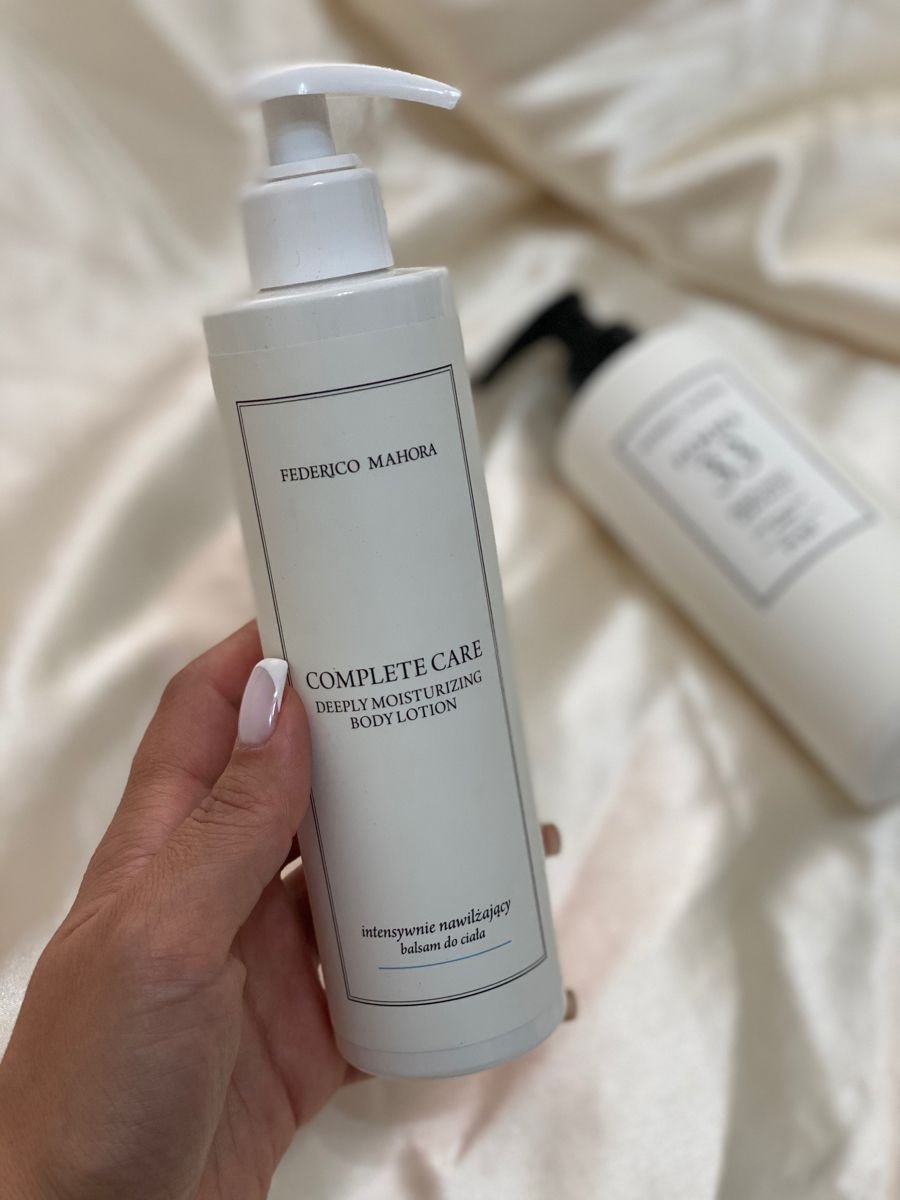 FEDERICO MAHORA
COMPLETE CARE
DEEPLY MOISTURIZING
BODY LOTION
intensywnie nawilżający
balsam do ciała